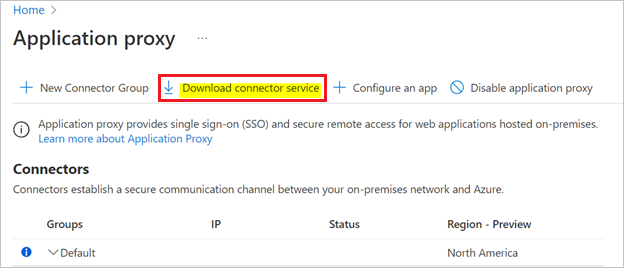 Home >
Application proxy ...
New Connector Group Download connector service Configure an app Disable application proxy
Application proxy provides single sign-on (SSO) and secure remote access for web applications hosted on-premises.
Learn more about Application Proxy
Connectors
Connectors establish a secure communication channel between your on-premises network and Azure.
Groups IP Status Region - Preview
Default North America